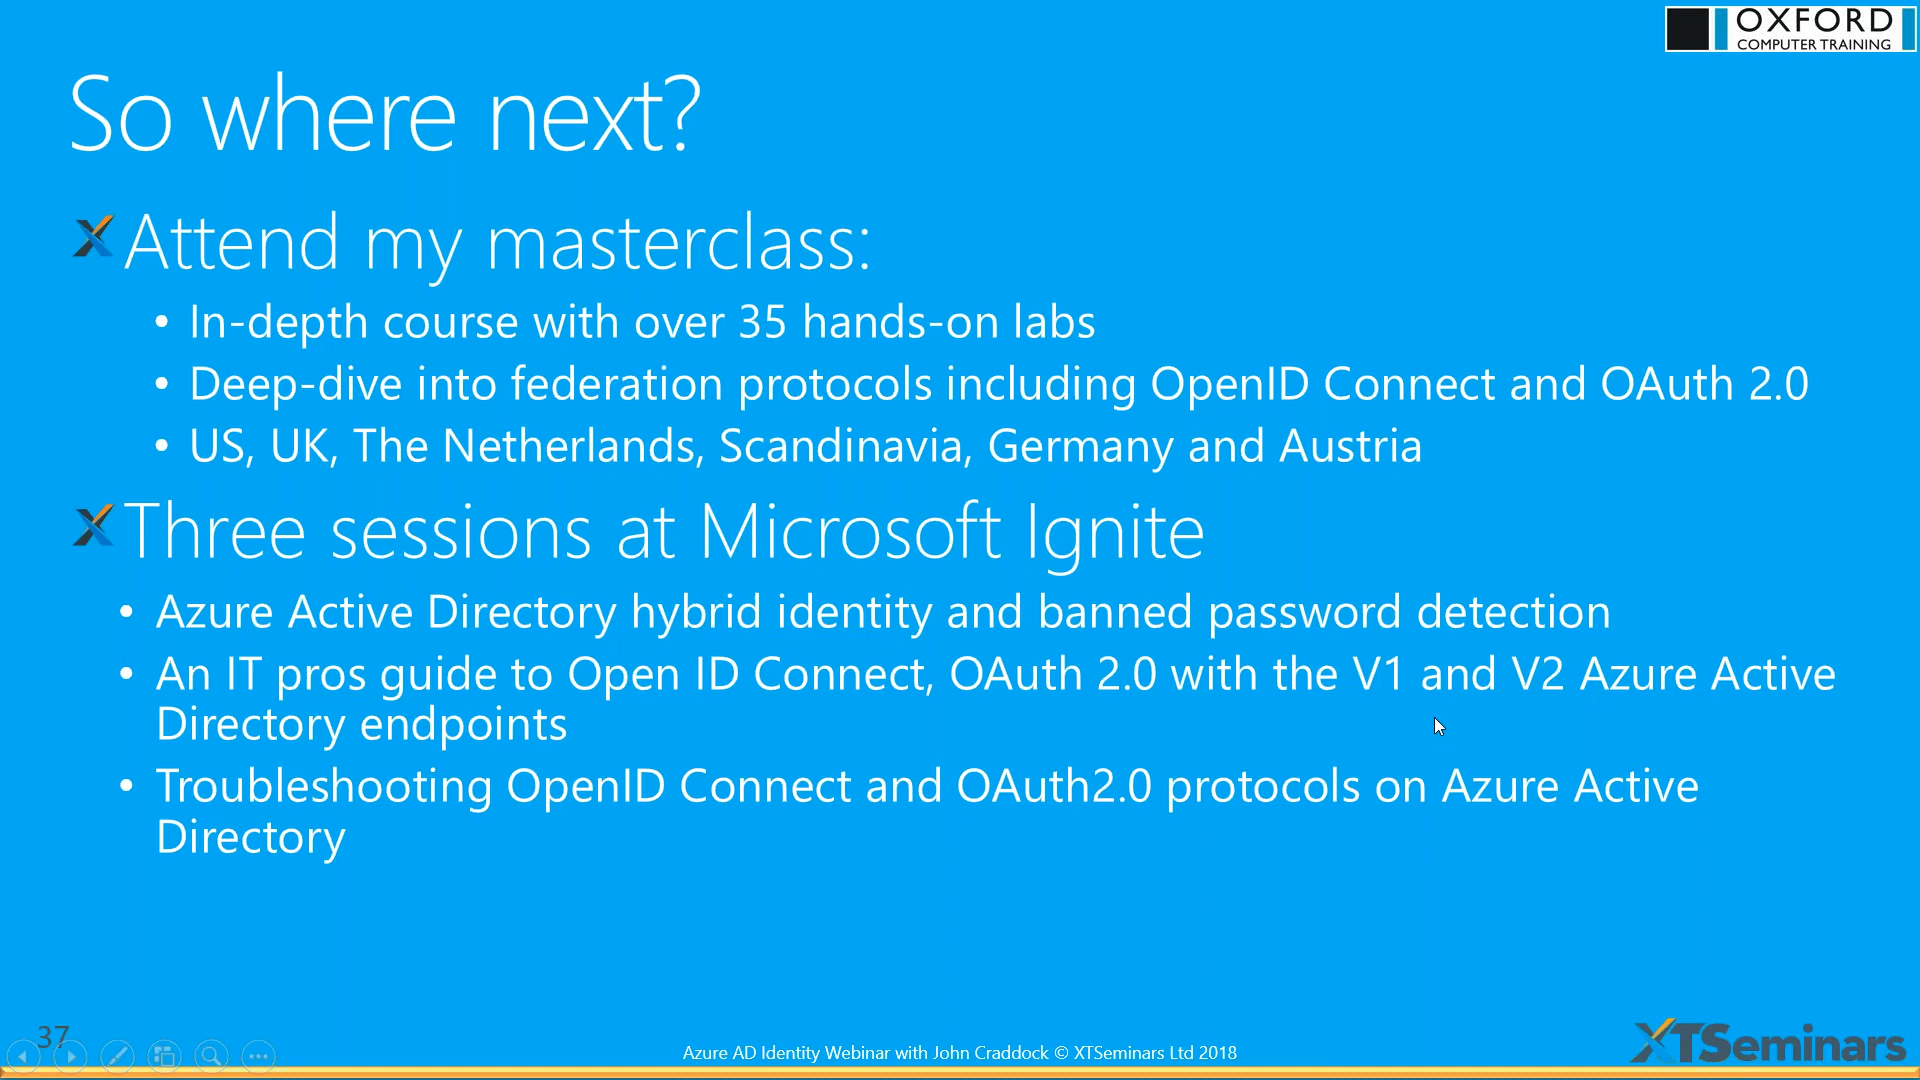 OXFORD
COMPUTER TRAINING
So where next?
Attend my masterclass:
• In-depth course with over 35 hands-on labs
• Deep-dive into federation protocols including OpenID Connect and OAuth 2.0
• US, UK, The Netherlands, Scandinavia, Germany and Austria
Three sessions at Microsoft Ignite
• Azure Active Directory hybrid identity and banned password detection
• An IT pros guide to Open ID Connect, OAuth 2.0 with the V1 and V2 Azure Active
Directory endpoints
• Troubleshooting OpenID Connect and OAuth2.0 protocols on Azure Active
Directory
37
Azure AD Identity Webinar with John Craddock © XTSeminars Ltd 2018
XTSeminars